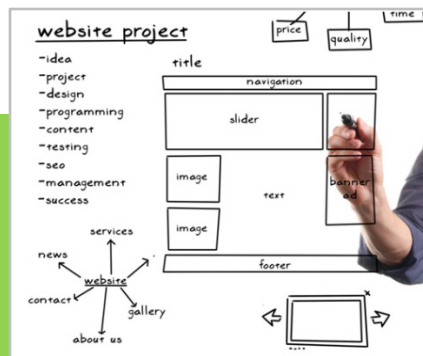 website project
-idea
-project
-design
-programming
-content
-testing
-seo
-management
-success
price
quality
time
title
navigation
slider
image
text
banner
ad
image
footer
services
news
website
contact
gallery
about us